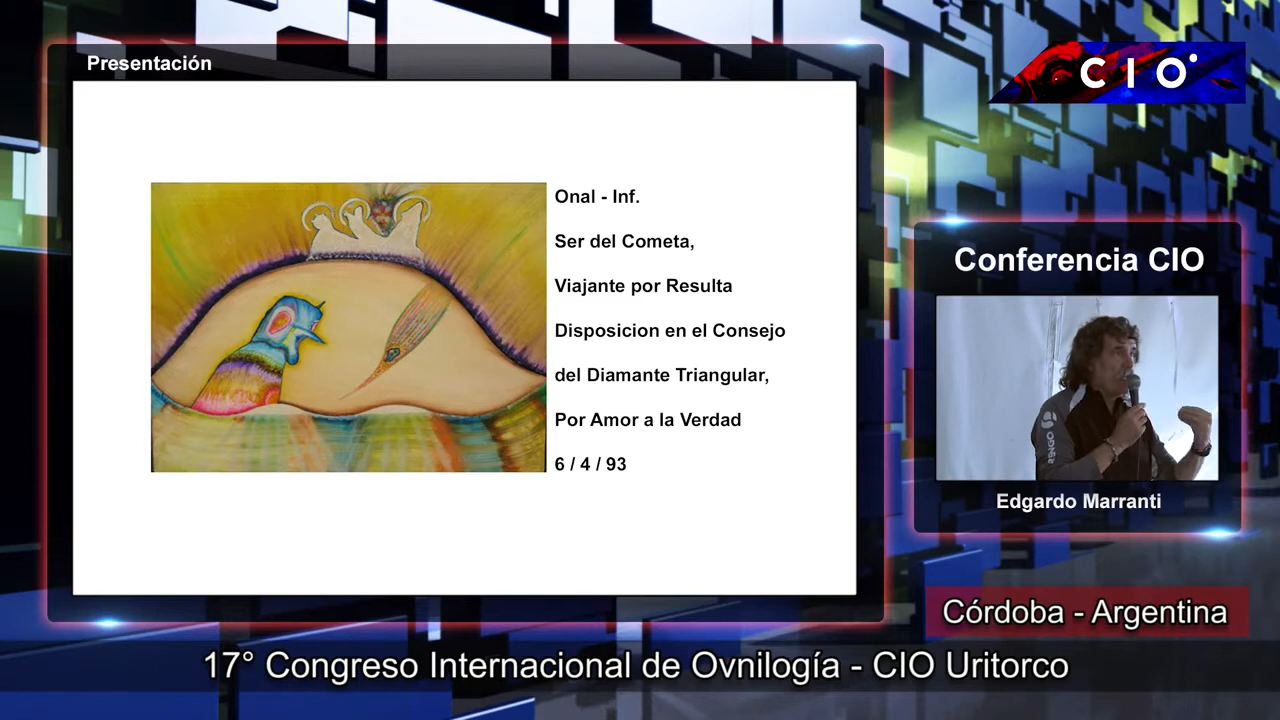 Presentación
CIO
Onal - Inf.
Ser del Cometa,
Viajante por Resulta
Disposicion en el Consejo
del Diamante Triangular,
Por Amor a la Verdad
6 / 4 / 93
Conferencia CIO
RENGO
Edgardo Marranti
Córdoba - Argentina
17° Congreso Internacional de Ovnilogía - CIO Uritorco